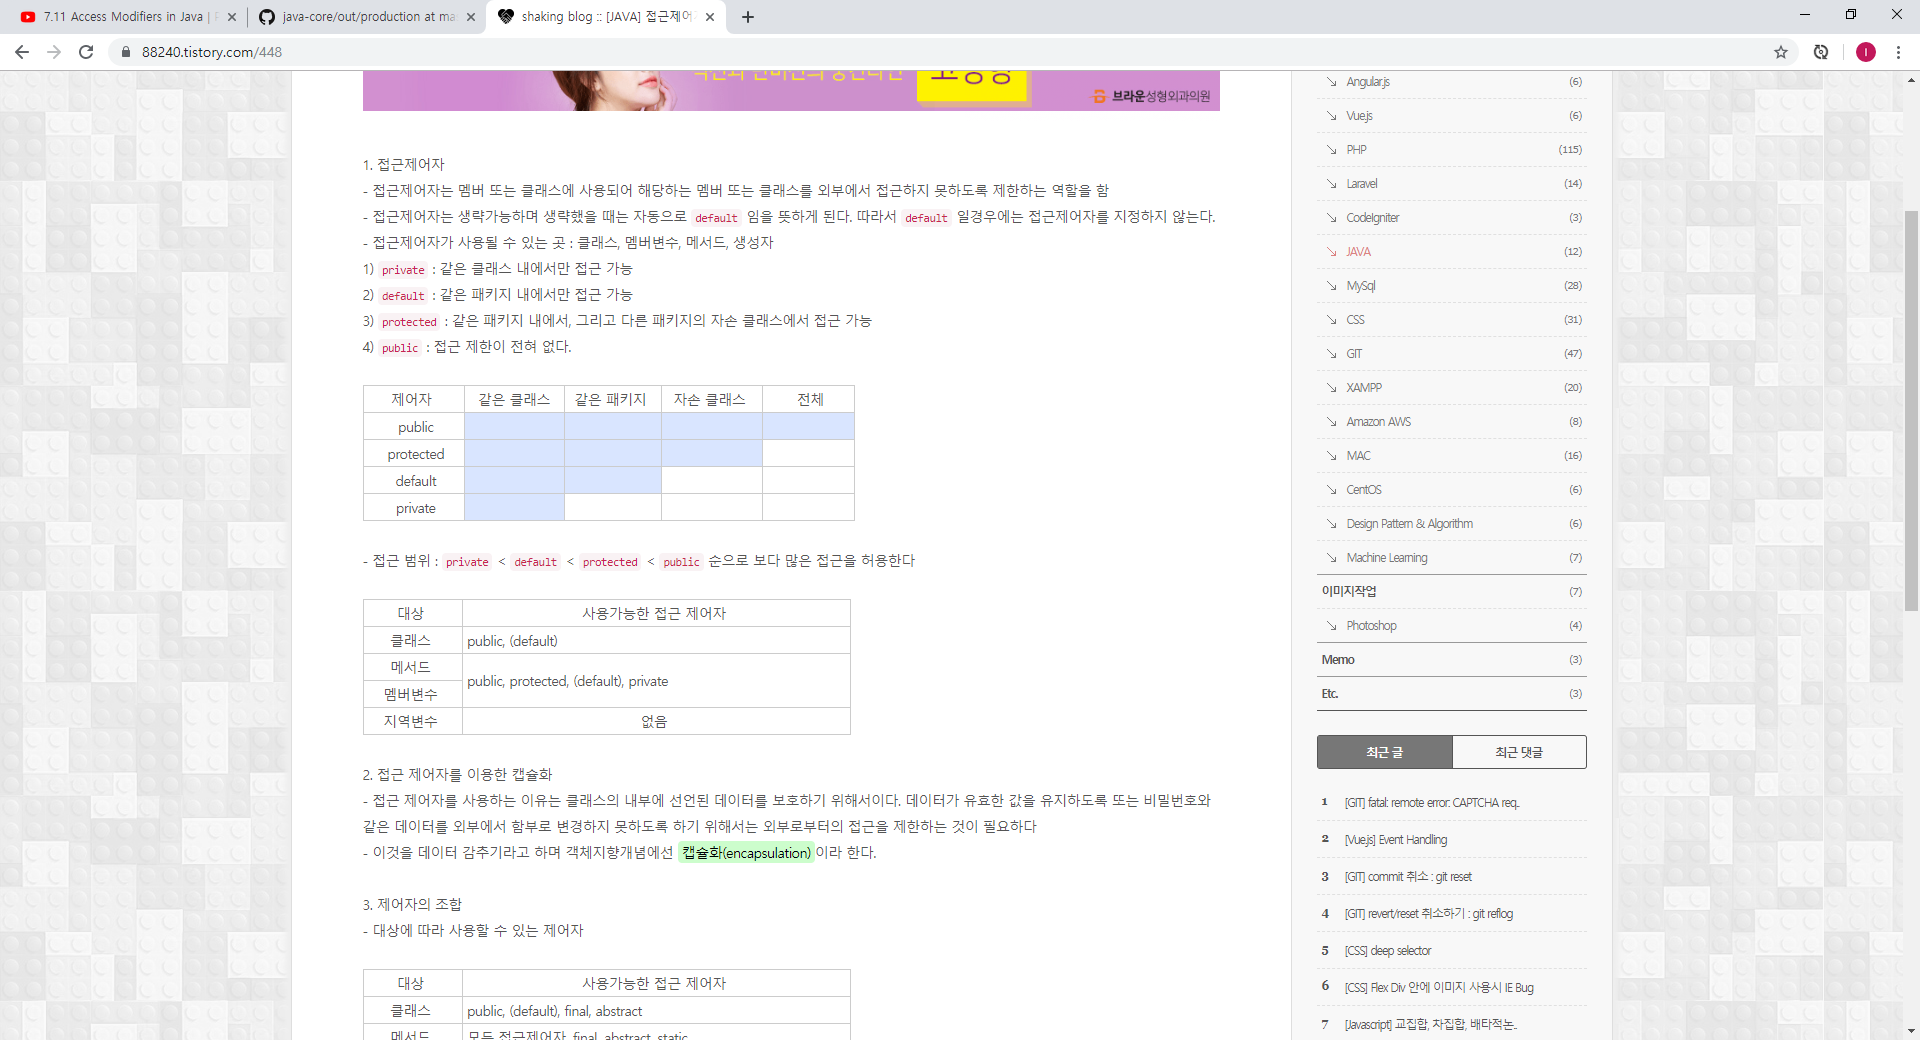 7.11 Access Modifiers in Java |
java-core/out/production at ma
shaking blog :: [JAVA] 접근제어
88240.tistory.com/448
I
브라운성형외과의원
1. 접근제어자
- 접근제어자는 멤버 또는 클래스에 사용되어 해당하는 멤버 또는 클래스를 외부에서 접근하지 못하도록 제한하는 역할을 함
- 접근제어자는 생략가능하며 생략했을 때는 자동으로 default 임을 뜻하게 된다. 따라서 default 일경우에는 접근제어자를 지정하지 않는다.
- 접근제어자가 사용될 수 있는 곳 : 클래스, 멤버변수, 메서드, 생성자
1) private : 같은 클래스 내에서만 접근 가능
2) default : 같은 패키지 내에서만 접근 가능
3) protected : 같은 패키지 내에서, 그리고 다른 패키지의 자손 클래스에서 접근 가능
4) public : 접근 제한이 전혀 없다.
제어자 같은 클래스 같은 패키지 자손 클래스 전체
public
protected
default
private
- 접근 범위 : private < default < protected < public 순으로 보다 많은 접근을 허용한다
대상 사용가능한 접근 제어자
클래스 public, (default)
메서드
public, protected, (default), private
멤버변수
지역변수 없음
2. 접근 제어자를 이용한 캡슐화
- 접근 제어자를 사용하는 이유는 클래스의 내부에 선언된 데이터를 보호하기 위해서이다. 데이터가 유효한 값을 유지하도록 또는 비밀번호와
같은 데이터를 외부에서 함부로 변경하지 못하도록 하기 위해서는 외부로부터의 접근을 제한하는 것이 필요하다
- 이것을 데이터 감추기라고 하며 객체지향개념에선 캡슐화(encapsulation)이라 한다.
3. 제어자의 조합
- 대상에 따라 사용할 수 있는 제어자
대상 사용가능한 접근 제어자
클래스 public, (default), final, abstract
메서드 모든 접근제어자, final, abstract, static
Angular.js (6)
Vue.js (6)
PHP (115)
Laravel (14)
CodeIgniter (3)
JAVA (12)
MySql (28)
CSS (31)
GIT (47)
XAMPP (20)
Amazon AWS (8)
MAC (16)
CentOS (6)
Design Pattern & Algorithm (6)
Machine Learning (7)
이미지작업 (7)
Photoshop (4)
Memo (3)
Etc. (3)
최근 글 최근 댓글
1 [GIT] fatal: remote error: CAPTCHA req..
2 [Vue.js] Event Handling
3 [GIT] commit 취소 : git reset
4 [GIT] revert/reset 취소하기 : git reflog
5 [CSS] deep selector
6 [CSS] Flex Div 안에 이미지 사용시 IE Bug
7 [Javascript] 교집합, 차집합, 배타적논..